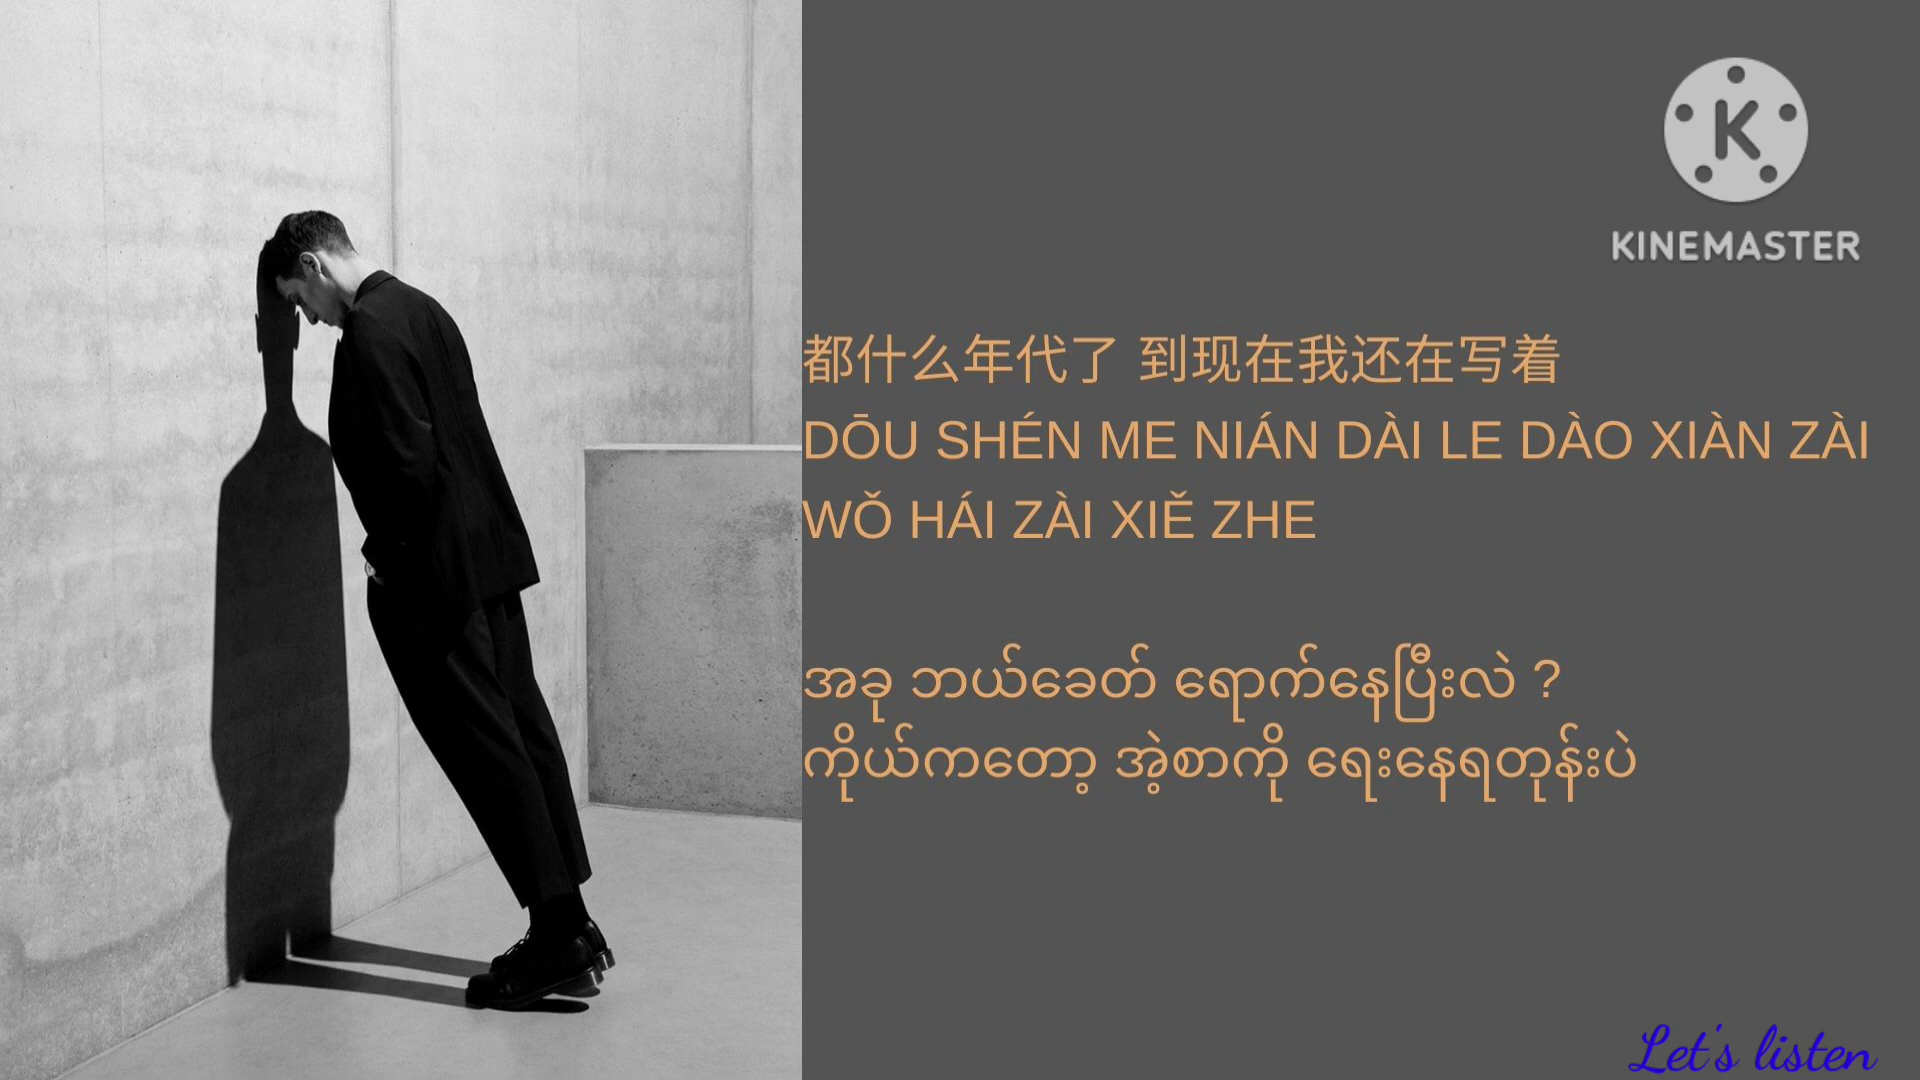 K
KINEMASTER
都什么年代了 到现在我还在写着
DŌU SHÉN ME NIÁN DÀI LE DÀO XIÀN ZÀI
WǑ HÁI ZÀI XIĚ ZHE
အခု ဘယ်ခေတ် ရောက်နေပြီးလဲ ?
ကိုယ်ကတော့ အဲ့စာကို ရေးနေရတုန်းပဲ
Let's listen